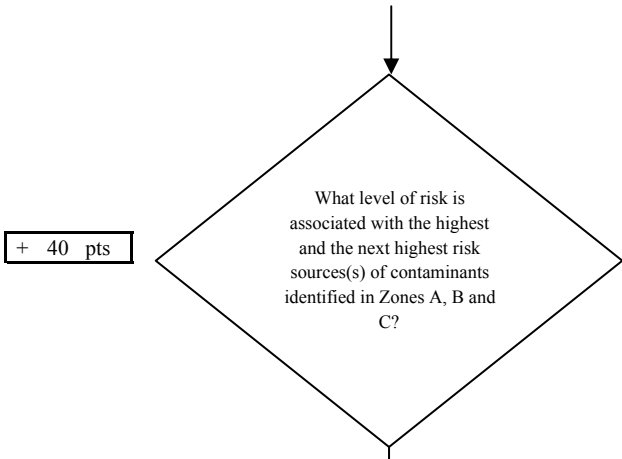 What level of risk is
associated with the highest
and the next highest risk
sources(s) of contaminants
identified in Zones A, B and
C?
+ 40 pts